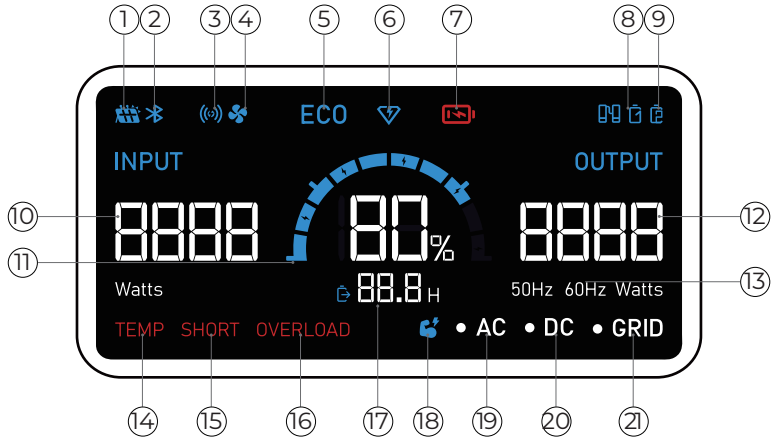 1 2 3 4 5 6 7 8 9
ECO 1 2
INPUT OUTPUT
10 8888 80% 8888 12
11
13
Watts 88.8 H 50Hz 60Hz Watts
TEMP SHORT OVERLOAD • AC • DC • GRID
14 15 16 17 18 19 20 21